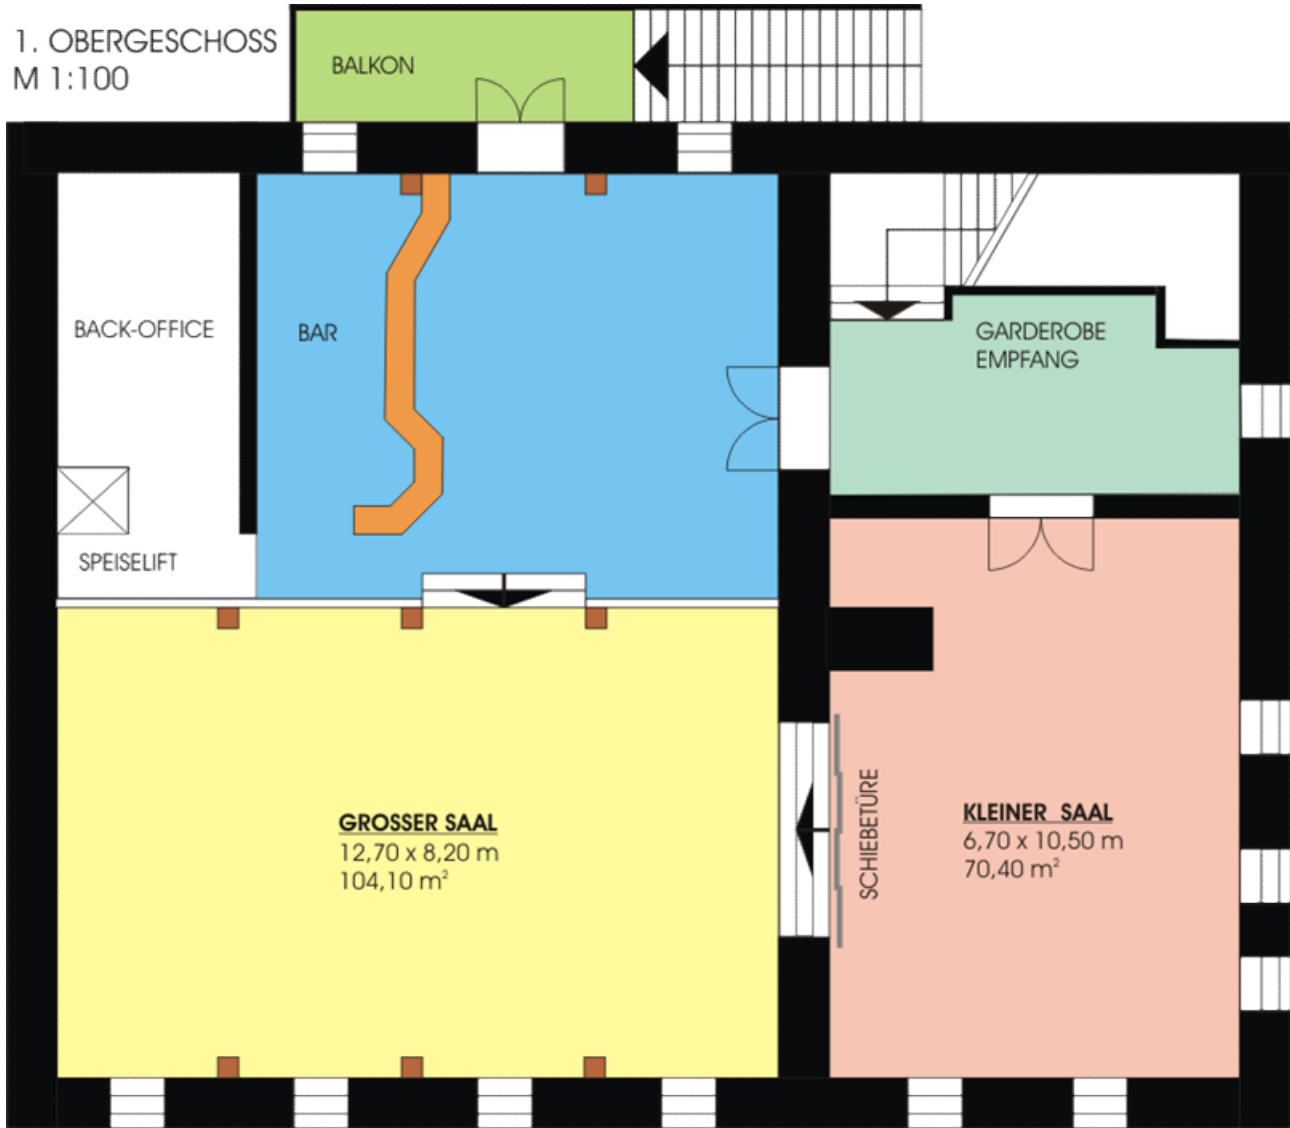 1. OBERGESCHOSS
M 1:100
BALKON
BACK-OFFICE
BAR
GARDEROBE
EMPFANG
SPEISELIFT
GROSSER SAAL
12,70 x 8,20 m
104,10 m²
SCHIEBETÜRE
KLEINER SAAL
6,70 x 10,50 m
70,40 m²